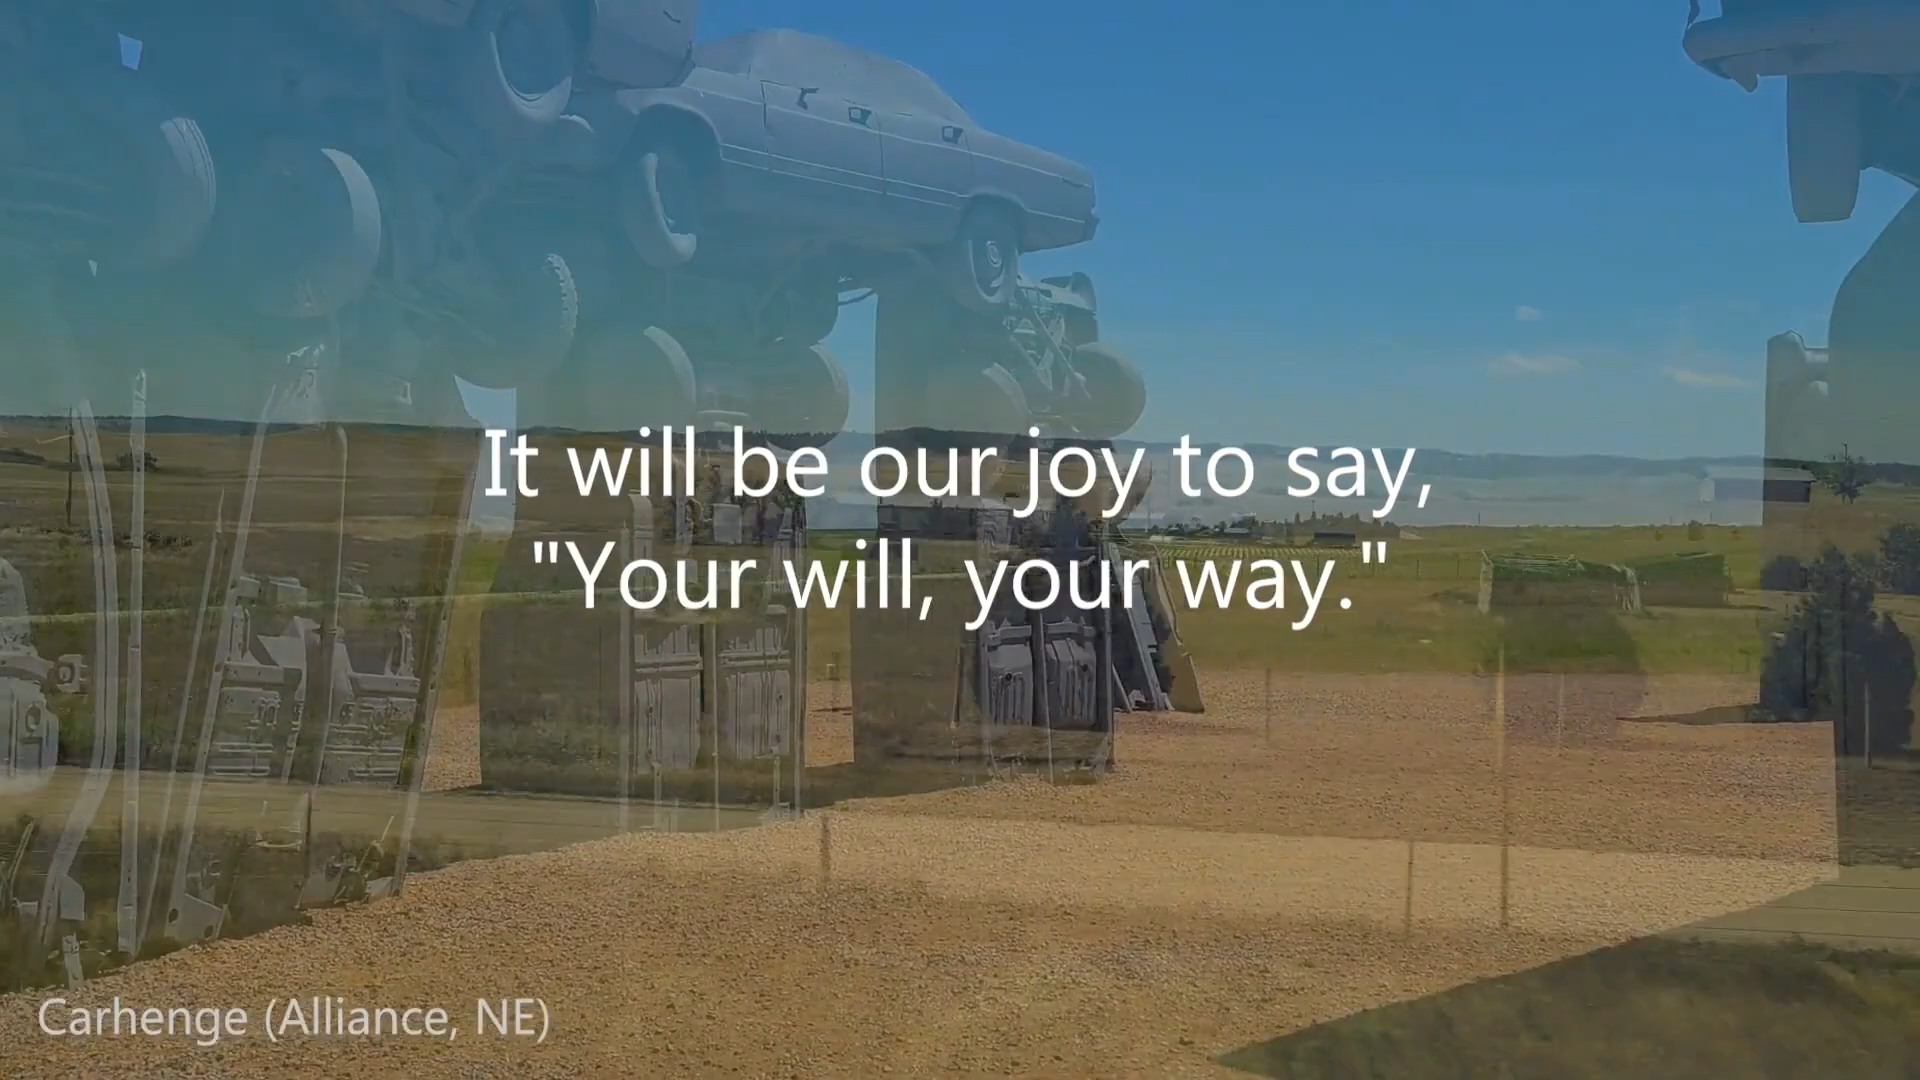 It will be our joy to say,
"Your will, your way."
Carhenge (Alliance, NE)